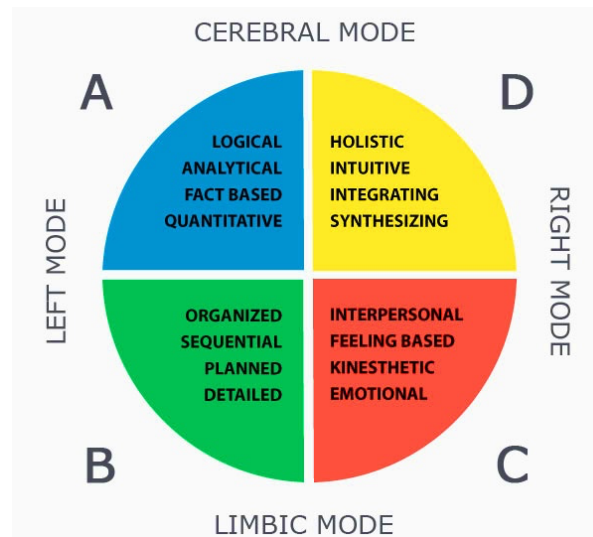 CEREBRAL MODE
A
D
LOGICAL
ANALYTICAL
FACT BASED
QUANTITATIVE
HOLISTIC
INTUITIVE
INTEGRATING
SYNTHESIZING
LEFT MODE
RIGHT MODE
ORGANIZED
SEQUENTIAL
PLANNED
DETAILED
INTERPERSONAL
FEELING BASED
KINESTHETIC
EMOTIONAL
B
C
LIMBIC MODE